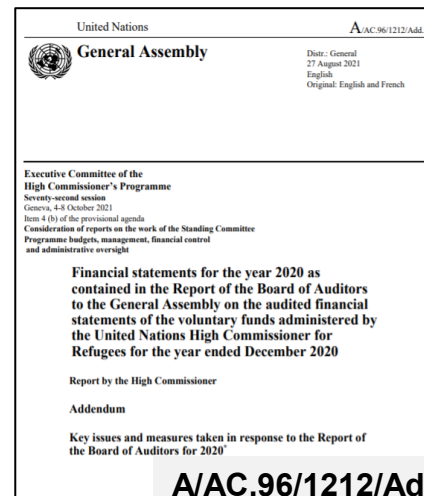 United Nations
A/AC.96/1212/Add.
General Assembly
Distr.: General
27 August 2021
English
Original: English and French
Executive Committee of the
High Commissioner's Programme
Seventy-second session
Geneva, 4-8 October 2021
Item 4 (b) of the provisional agenda
Consideration of reports on the work of the Standing Committee
Programme budgets, management, financial control
and administrative oversight
Financial statements for the year 2020 as
contained in the Report of the Board of Auditors
to the General Assembly on the audited financial
statements of the voluntary funds administered by
the United Nations High Commissioner for
Refugees for the year ended December 2020
Report by the High Commissioner
Addendum
Key issues and measures taken in response to the Report of
the Board of Auditors for 2020*
A/AC.96/1212/Ad